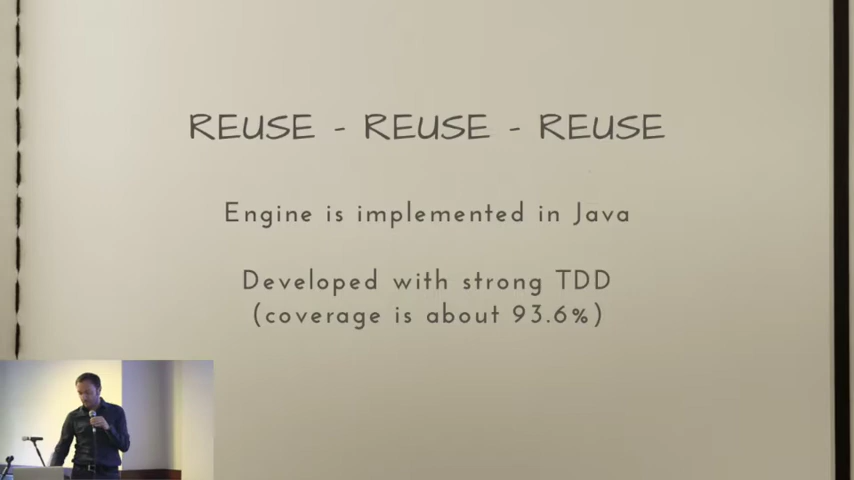 REUSE - REUSE - REUSE
Engine is implemented in Java
Developed with strong TDD
(coverage is about 93.6%)